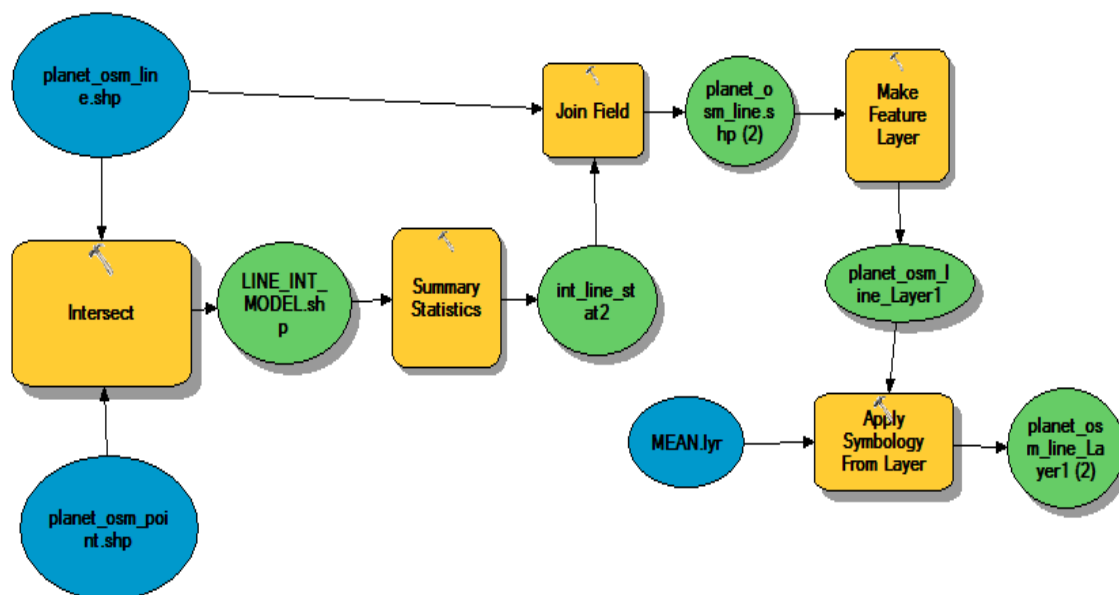 planet_osm_lin
e.shp
Join Field
planet_o
sm_line.s
hp (2)
Make
Feature
Layer
Intersect
LINE_INT_
MODEL.sh
p
Summary
Statistics
int_line_st
at2
planet_osm_l
ine_Layer1
planet_osm_poi
nt.shp
MEAN.lyr
Apply
Symbology
From Layer
planet_os
m_line_La
yer1 (2)